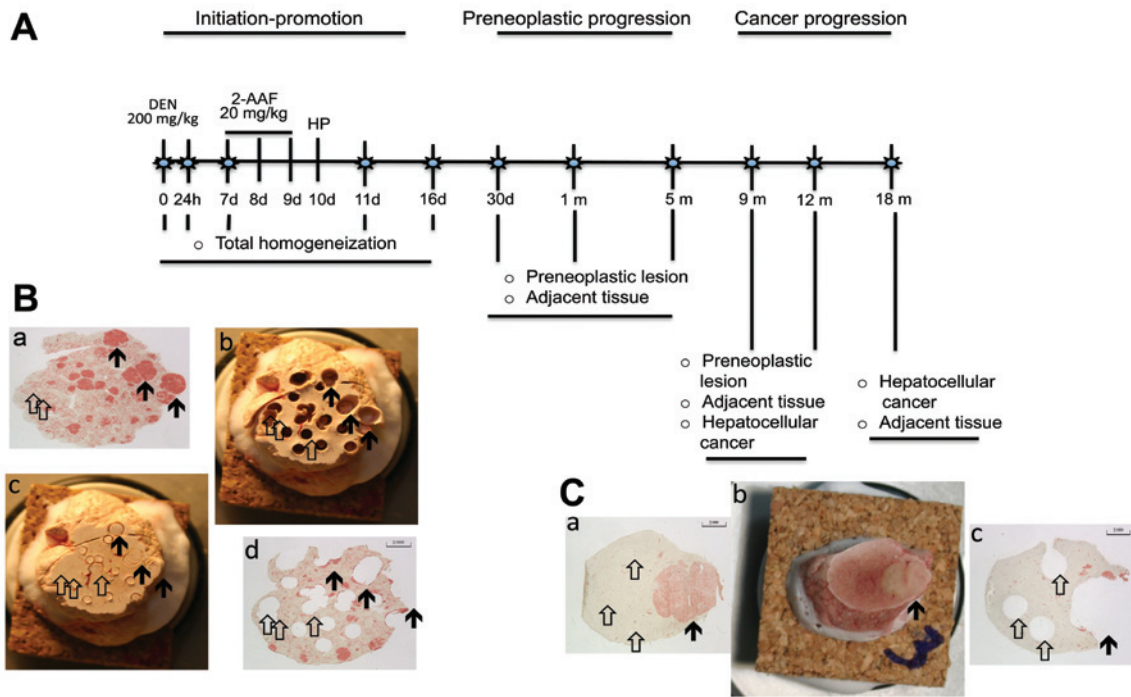 A
Initiation-promotion
Preneoplastic progression
Cancer progression
DEN
200 mg/kg
2-AAF
20 mg/kg
HP
0 24h 7d 8d 9d 10d 11d 16d 30d 1 m 5 m 9 m 12 m 18 m
○ Total homogeneization
○ Preneoplastic lesion
○ Adjacent tissue
○ Preneoplastic
lesion
○ Adjacent tissue
○ Hepatocellular
cancer
○ Hepatocellular
cancer
○ Adjacent tissue
B
a
b
c
d
C
a
b
c